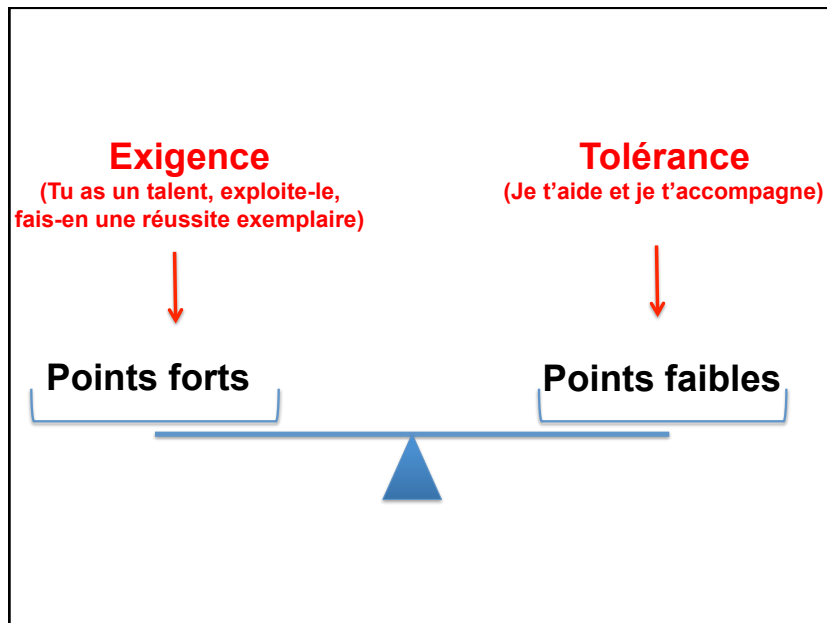 Exigence
(Tu as un talent, exploite-le,
fais-en une réussite exemplaire)
Tolérance
(Je t’aide et je t’accompagne)
Points forts
Points faibles